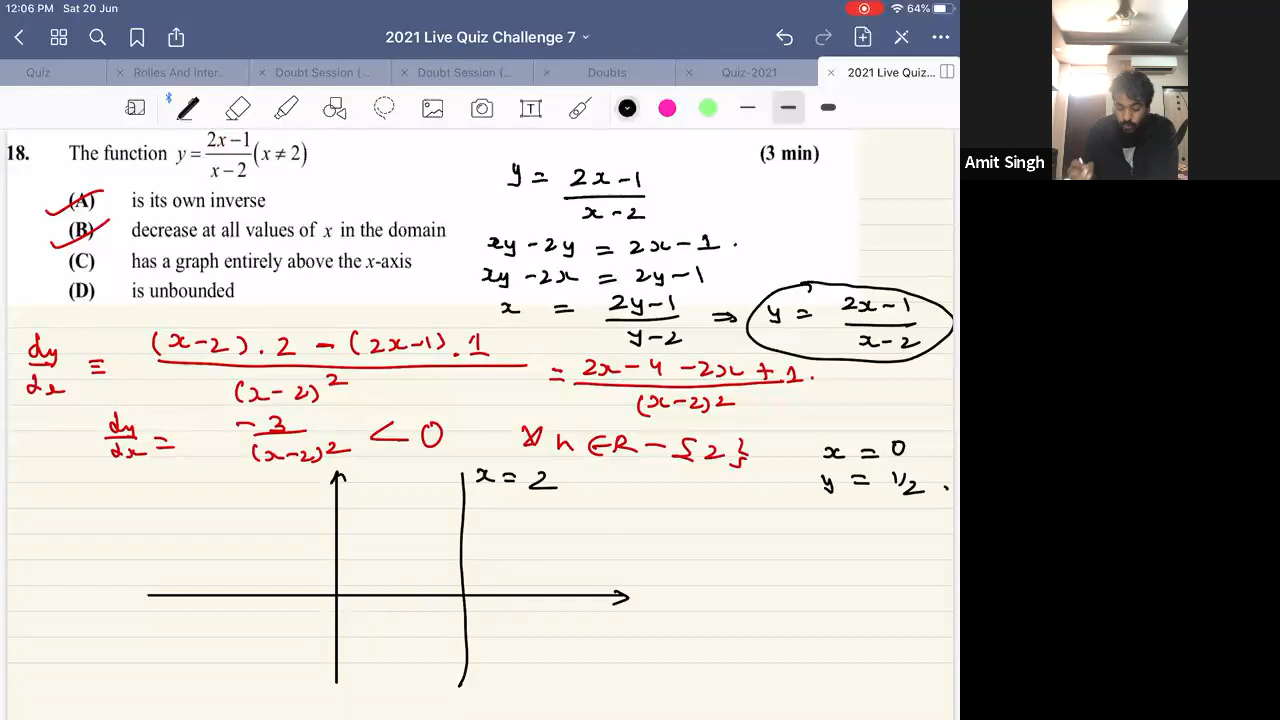 12:06 PM Sat 20 Jun
64%
2021 Live Quiz Challenge 7
Quiz
Rolles And Inter...
Doubt Session (...
Doubt Session (...
Doubts
Quiz-2021
2021 Live Quiz...
18. The function y = (2x − 1)/(x − 2) (x ≠ 2) (3 min)
(A) is its own inverse
(B) decrease at all values of x in the domain
(C) has a graph entirely above the x-axis
(D) is unbounded
y = (2x − 1)/(x − 2)
xy − 2y = 2x − 1.
xy − 2x = 2y − 1
x = (2y − 1)/(y − 2) ⇒ y = (2x − 1)/(x − 2)
dy/dx = ((x − 2).2 − (2x − 1).1)/(x − 2)² = (2x − 4 − 2x + 1)/(x − 2)².
dy/dx = −3/(x − 2)² < 0 ∀ n ∈ R − {2}
x = 0
y = 1/2.
x = 2
Amit Singh